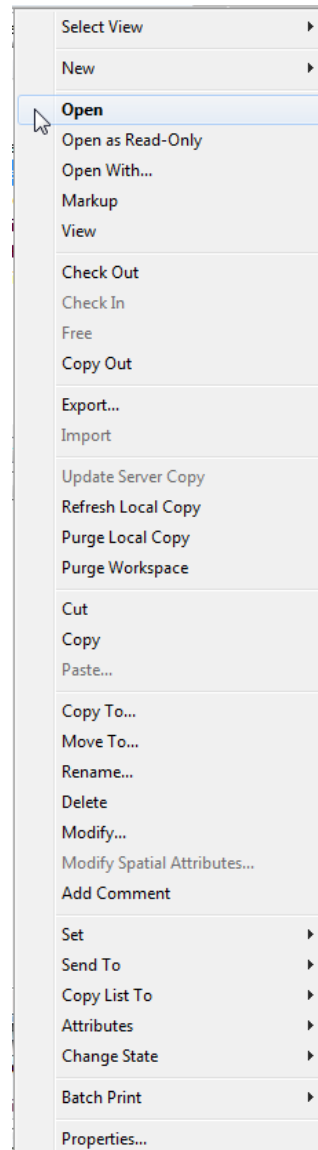 Select View
New
Open
Open as Read-Only
Open With...
Markup
View
Check Out
Check In
Free
Copy Out
Export...
Import
Update Server Copy
Refresh Local Copy
Purge Local Copy
Purge Workspace
Cut
Copy
Paste...
Copy To...
Move To...
Rename...
Delete
Modify...
Modify Spatial Attributes...
Add Comment
Set
Send To
Copy List To
Attributes
Change State
Batch Print
Properties...